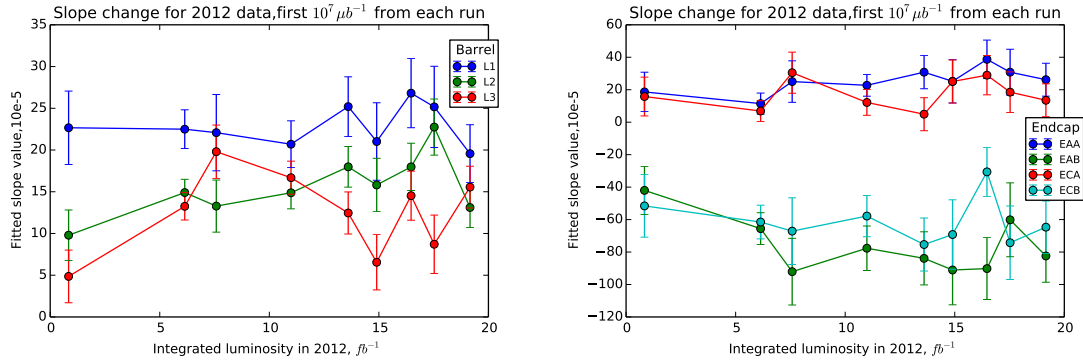 Slope change for 2012 data,first 10^7 μb^-1 from each run
Fitted slope value,10e-5
35
30
25
20
15
10
5
0
Barrel
L1
L2
L3
0 5 10 15 20
Integrated luminosity in 2012, fb^-1
Slope change for 2012 data,first 10^7 μb^-1 from each run
Fitted slope value,10e-5
60
40
20
0
−20
−40
−60
−80
−100
−120
Endcap
EAA
EAB
ECA
ECB
0 5 10 15 20
Integrated luminosity in 2012, fb^-1